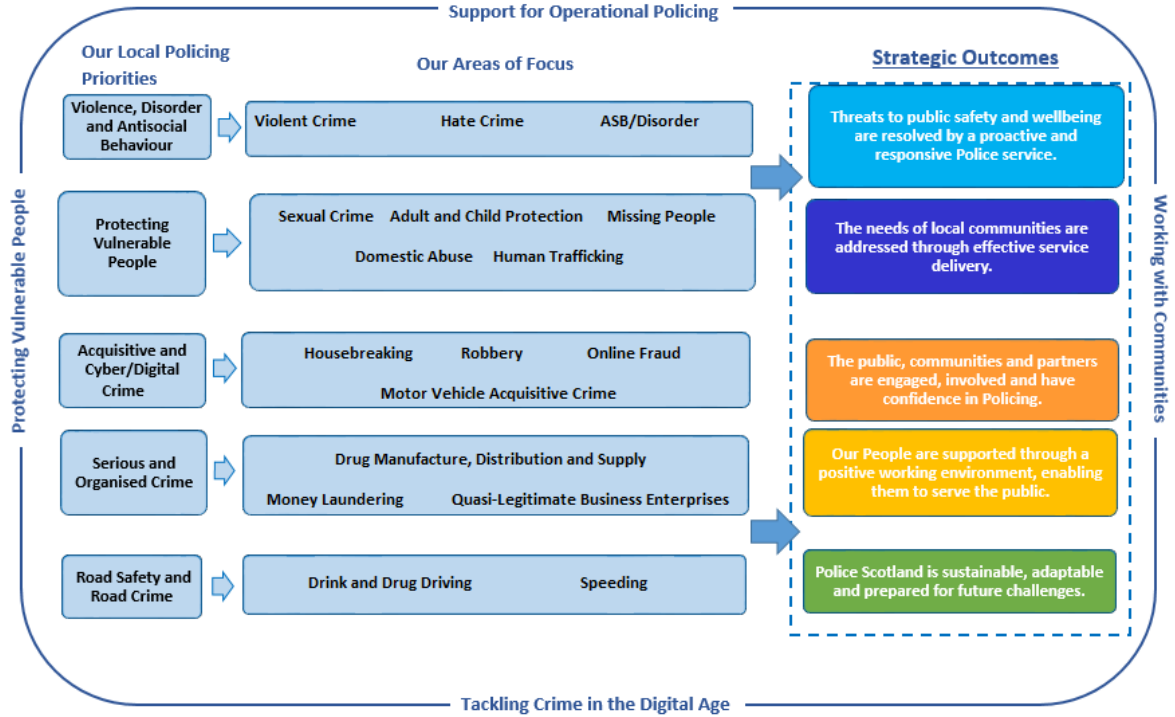 Support for Operational Policing
Our Local Policing
Priorities
Our Areas of Focus
Strategic Outcomes
Violence, Disorder
and Antisocial
Behaviour
Violent Crime
Hate Crime
ASB/Disorder
Threats to public safety and wellbeing
are resolved by a proactive and
responsive Police service.
Protecting
Vulnerable
People
Sexual Crime
Adult and Child Protection
Missing People
Domestic Abuse
Human Trafficking
The needs of local communities are
addressed through effective service
delivery.
Acquisitive and
Cyber/Digital
Crime
Housebreaking
Robbery
Online Fraud
Motor Vehicle Acquisitive Crime
The public, communities and partners
are engaged, involved and have
confidence in Policing.
Serious and
Organised Crime
Drug Manufacture, Distribution and Supply
Money Laundering
Quasi-Legitimate Business Enterprises
Our People are supported through a
positive working environment, enabling
them to serve the public.
Road Safety and
Road Crime
Drink and Drug Driving
Speeding
Police Scotland is sustainable, adaptable
and prepared for future challenges.
Protecting Vulnerable People
Working with Communities
Tackling Crime in the Digital Age